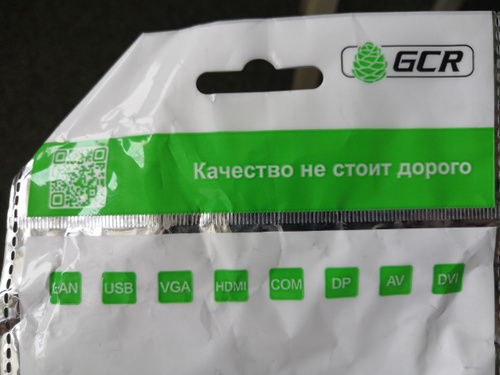 GCR
Качество не стоит дорого
LAN USB VGA HDMI COM DP AV DVI